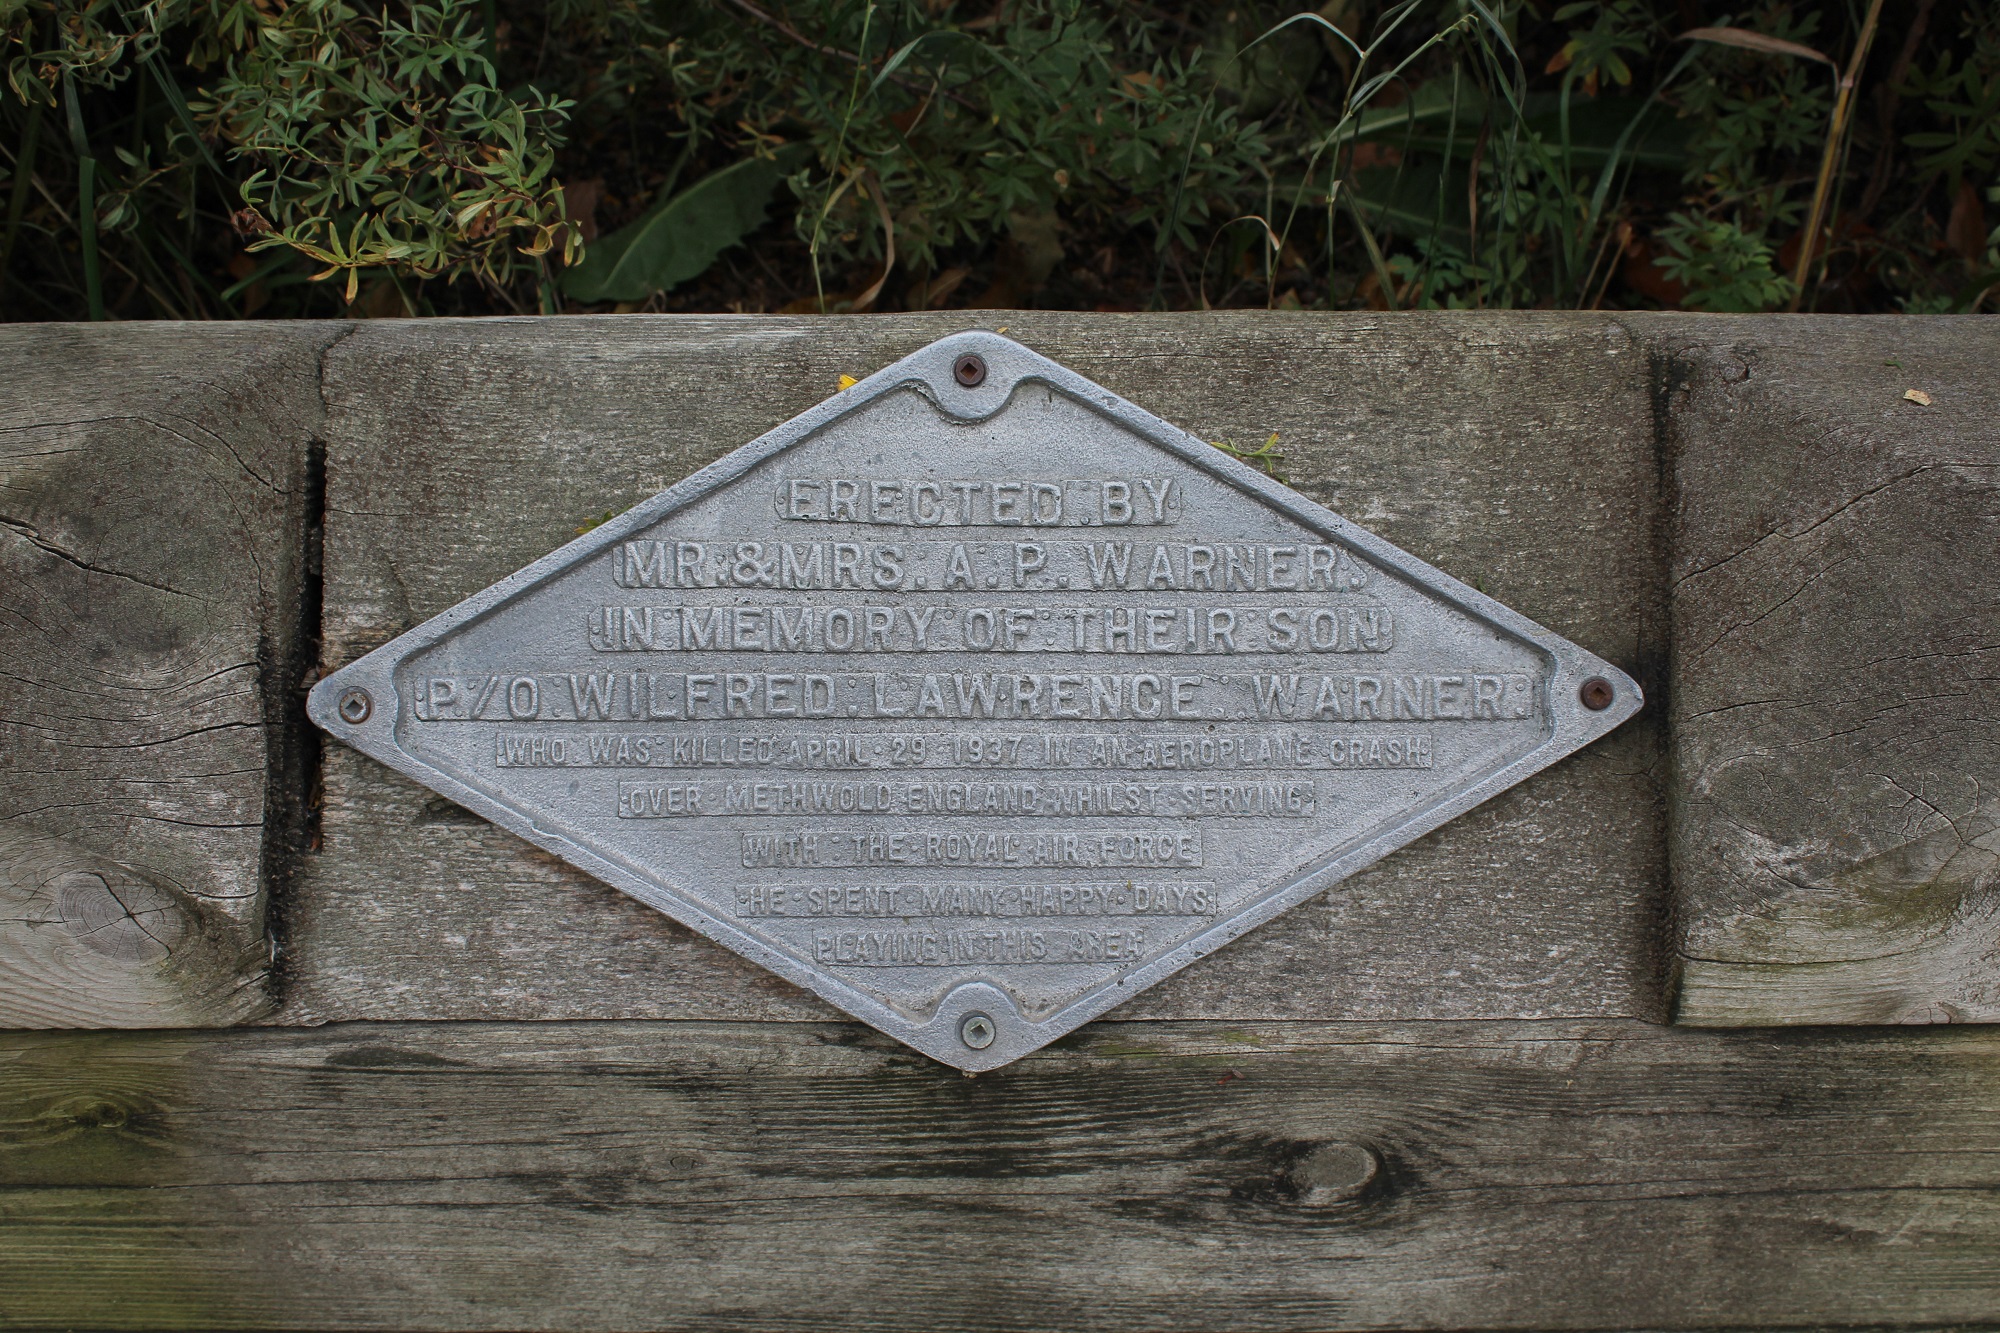 ERECTED BY
MR. & MRS. A. P. WARNER.
IN MEMORY OF THEIR SON
P./O. WILFRED. LAWRENCE. WARNER.
WHO WAS KILLED APRIL 29 1937 IN AN AEROPLANE CRASH
OVER METHWOLD ENGLAND WHILST SERVING
WITH THE ROYAL AIR FORCE
HE SPENT MANY HAPPY DAYS
PLAYING IN THIS AREA